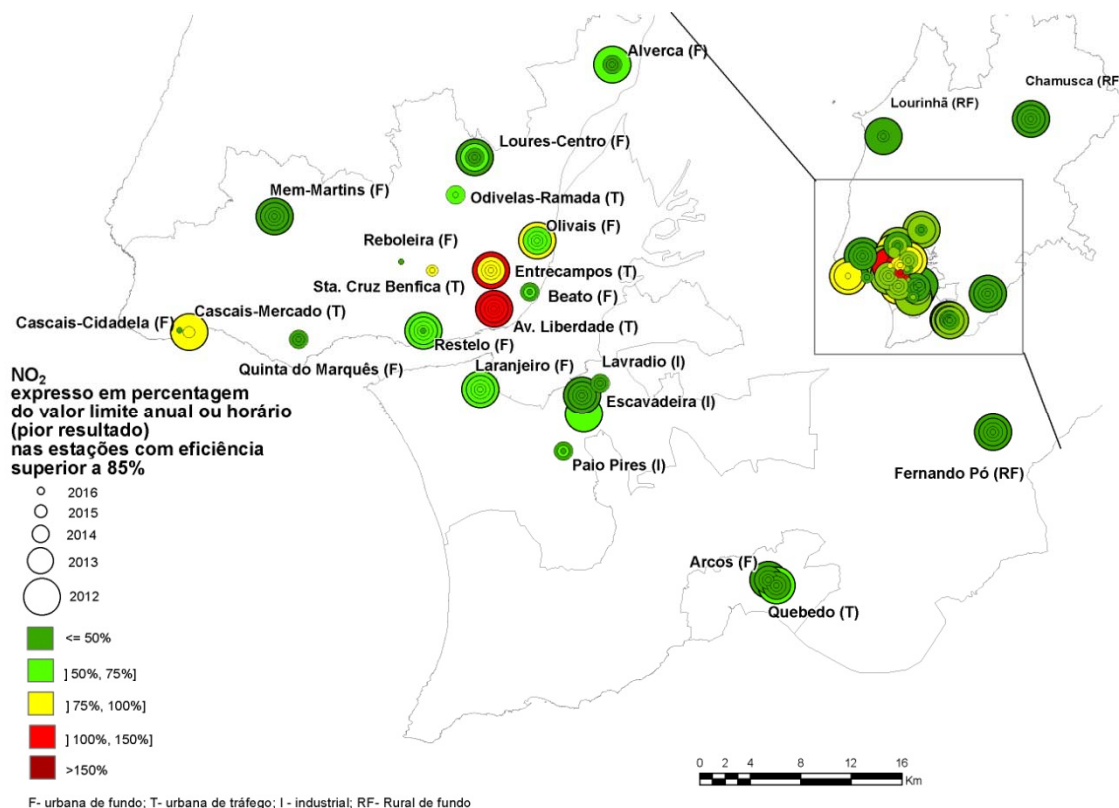 Alverca (F)
Chamusca (RF
Lourinhã (RF)
Loures-Centro (F)
Mem-Martins (F)
Odivelas-Ramada (T)
Olivais (F)
Reboleira (F)
Entrecampos (T)
Sta. Cruz Benfica (T)
Beato (F)
Cascais-Mercado (T)
Cascais-Cidadela (F)
Av. Liberdade (T)
Restelo (F)
Quinta do Marquês (F)
Laranjeiro (F)
Lavradio (I)
Escavadeira (I)
Paio Pires (I)
Fernando Pó (RF)
Arcos (F)
Quebedo (T)
NO₂
expresso em percentagem
do valor limite anual ou horário
(pior resultado)
nas estações com eficiência
superior a 85%
2016
2015
2014
2013
2012
<= 50%
] 50%, 75%]
] 75%, 100%]
] 100%, 150%]
>150%
0 2 4 8 12 16
Km
F- urbana de fundo; T- urbana de tráfego; I - industrial; RF- Rural de fundo